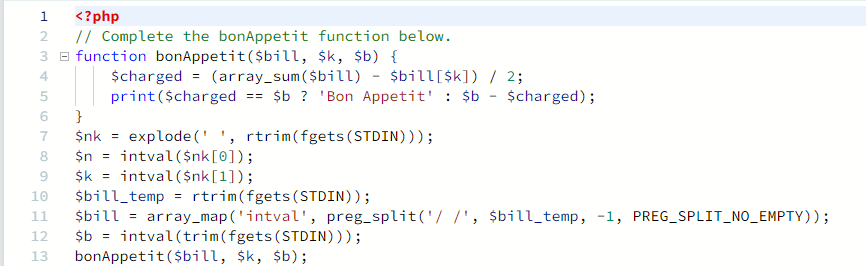 1 <?php
2 // Complete the bonAppetit function below.
3 function bonAppetit($bill, $k, $b) {
4 $charged = (array_sum($bill) - $bill[$k]) / 2;
5 print($charged == $b ? 'Bon Appetit' : $b - $charged);
6 }
7 $nk = explode(' ', rtrim(fgets(STDIN)));
8 $n = intval($nk[0]);
9 $k = intval($nk[1]);
10 $bill_temp = rtrim(fgets(STDIN));
11 $bill = array_map('intval', preg_split('/ /', $bill_temp, -1, PREG_SPLIT_NO_EMPTY));
12 $b = intval(trim(fgets(STDIN)));
13 bonAppetit($bill, $k, $b);